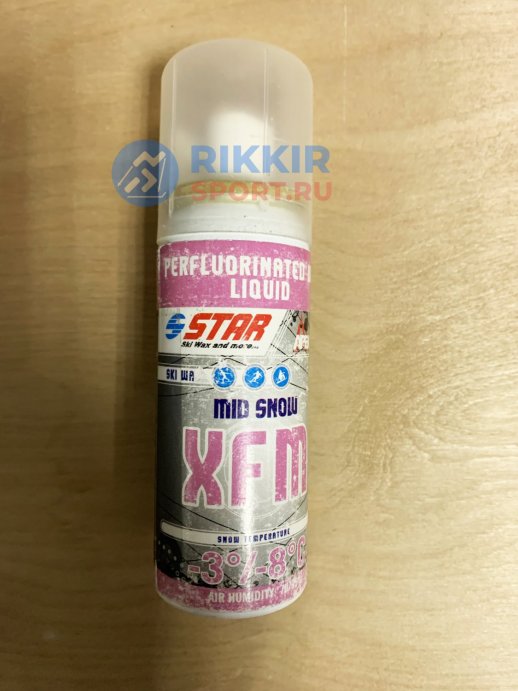 RIKKIR
SPORT.RU
PERFLUORINATED
LIQUID
STAR
Ski Wax and more...
SKI WA
MID SNOW
XFM
SNOW TEMPERATURE
-3°/-8°C
AIR HUMIDITY